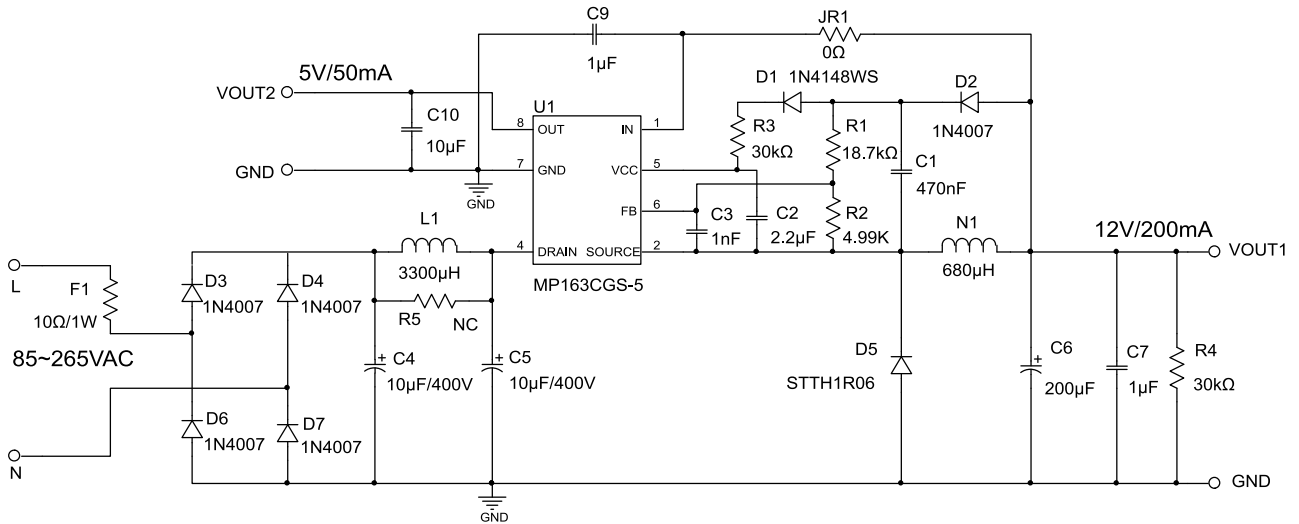 C9
1μF
JR1
0Ω
5V/50mA
VOUT2
C10
10μF
GND
GND
U1
8 OUT
IN 1
7 GND
VCC 5
FB 6
4 DRAIN
SOURCE 2
MP163CGS-5
D1 1N4148WS
D2
1N4007
R3
30kΩ
R1
18.7kΩ
C1
470nF
C3
1nF
C2
2.2μF
R2
4.99K
N1
680μH
12V/200mA
VOUT1
L1
3300μH
R5
NC
L
F1
10Ω/1W
85~265VAC
N
D3
1N4007
D4
1N4007
D6
1N4007
D7
1N4007
C4
+
10μF/400V
C5
+
10μF/400V
D5
STTH1R06
C6
+
200μF
C7
1μF
R4
30kΩ
GND
GND